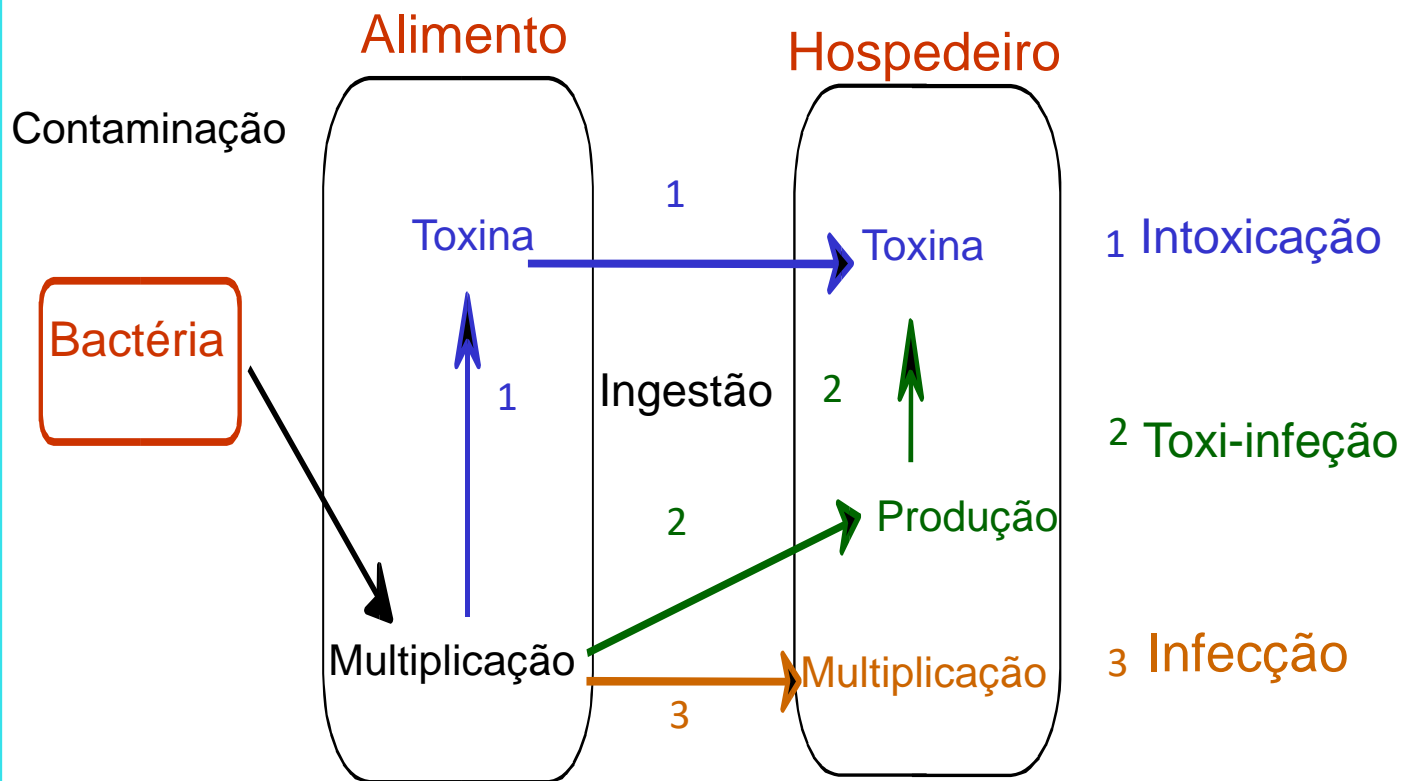 Alimento
Hospedeiro
Contaminação
1
Toxina
Toxina
1 Intoxicação
Bactéria
1
Ingestão
2
2 Toxi-infeção
2
Produção
Multiplicação
Multiplicação
3 Infecção
3